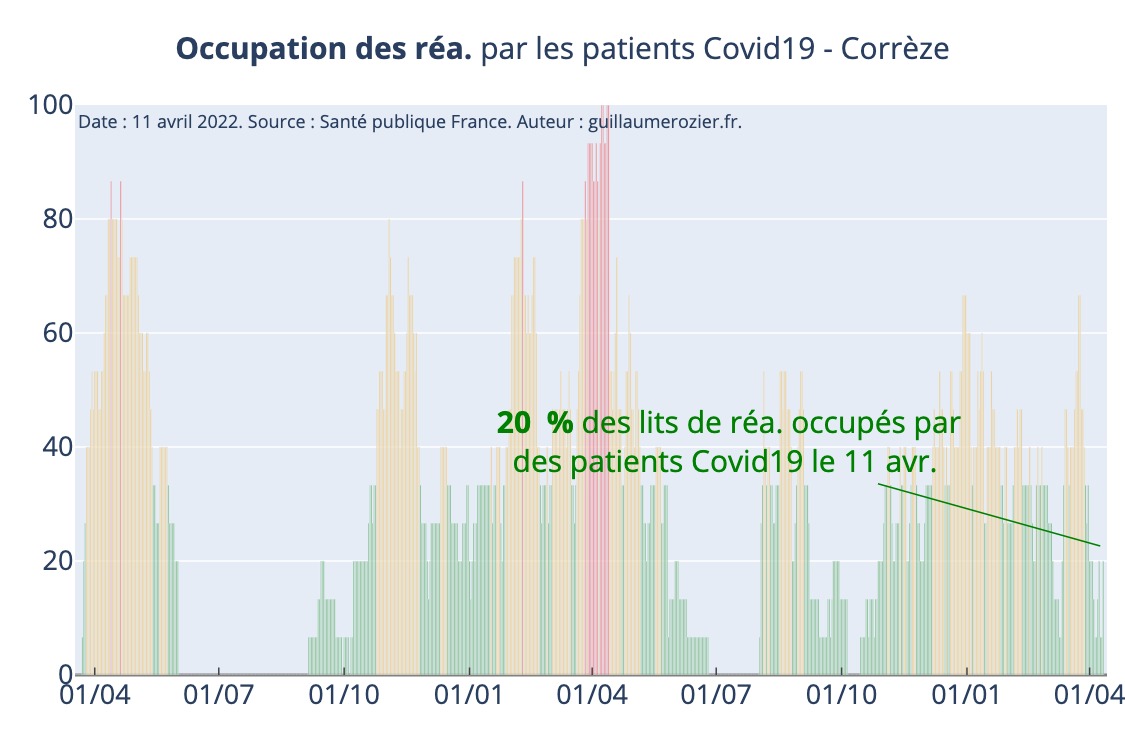 Occupation des réa. par les patients Covid19 - Corrèze
100
Date : 11 avril 2022. Source : Santé publique France. Auteur : guillaumerozier.fr.
80
60
20 % des lits de réa. occupés par
des patients Covid19 le 11 avr.
40
20
0
01/04 01/07 01/10 01/01 01/04 01/07 01/10 01/01 01/04